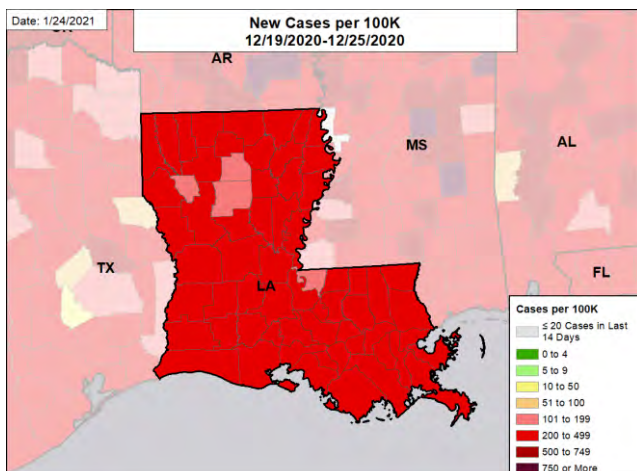 Date: 1/24/2021
New Cases per 100K
12/19/2020-12/25/2020
OK
AR
MS
AL
TX
LA
FL
Cases per 100K
≤ 20 Cases in Last
14 Days
0 to 4
5 to 9
10 to 50
51 to 100
101 to 199
200 to 499
500 to 749
750 or More